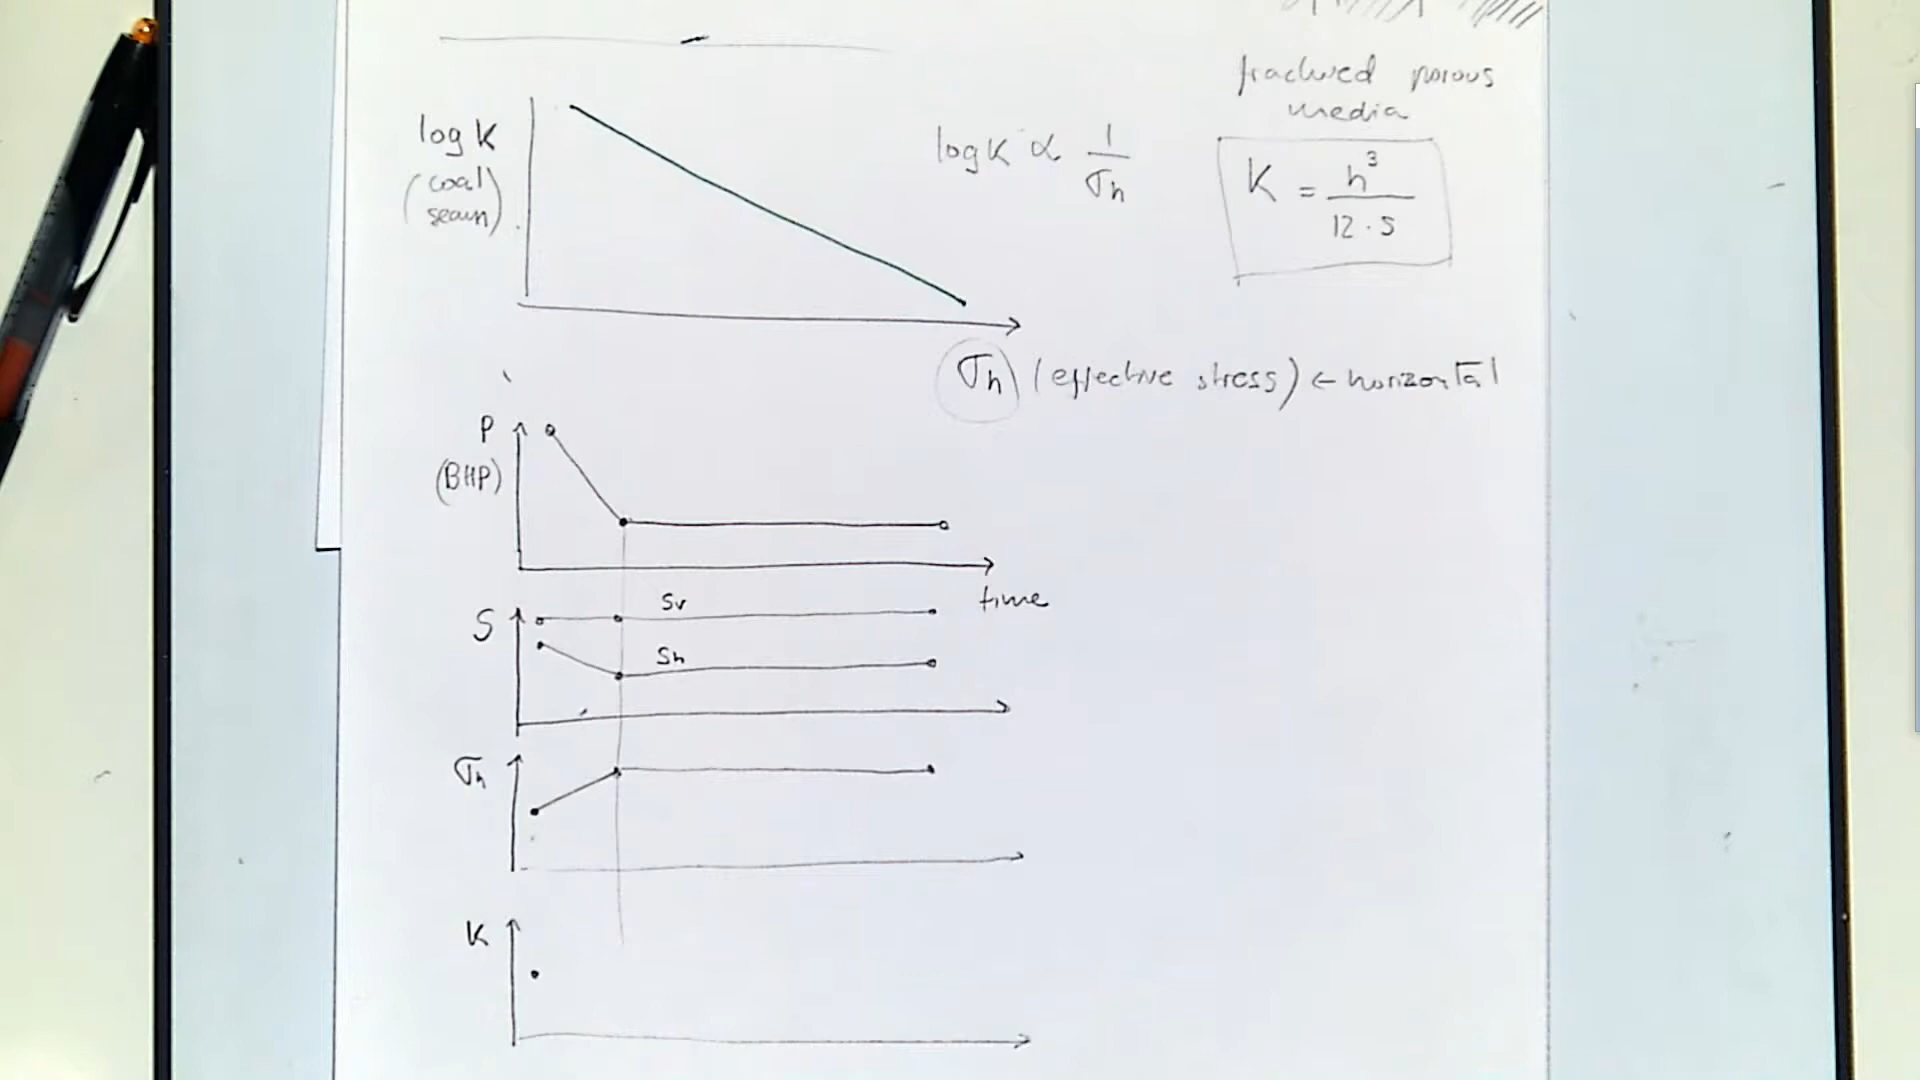 fractured porous
media
log K
(coal
seam)
log K ∝ 1/σh
K = h³/12·s
σh (effective stress) ← horizontal
P
(BHP)
time
S
Sv
Sh
σh
K